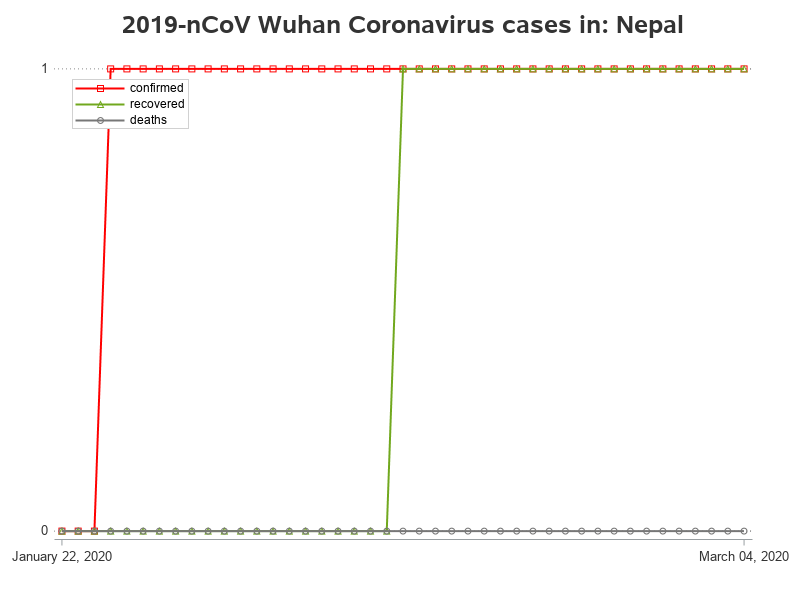 2019-nCoV Wuhan Coronavirus cases in: Nepal
1
confirmed
recovered
deaths
0
January 22, 2020
March 04, 2020